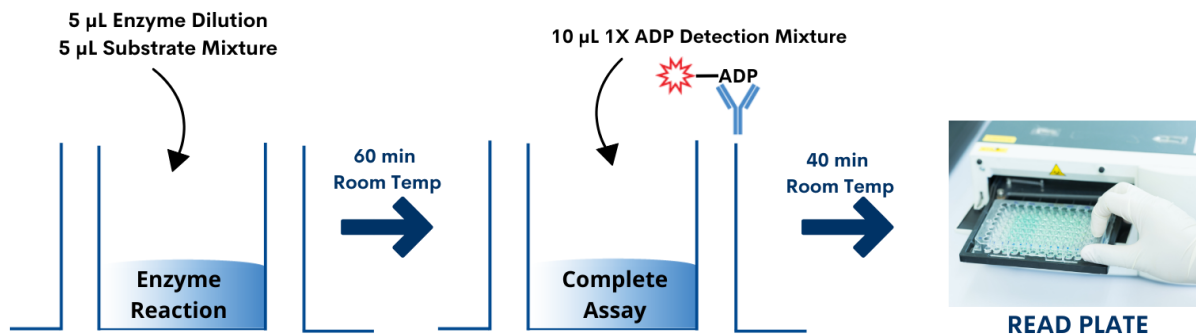 5 µL Enzyme Dilution
5 µL Substrate Mixture
10 µL 1X ADP Detection Mixture
ADP
60 min
Room Temp
40 min
Room Temp
Enzyme
Reaction
Complete
Assay
READ PLATE